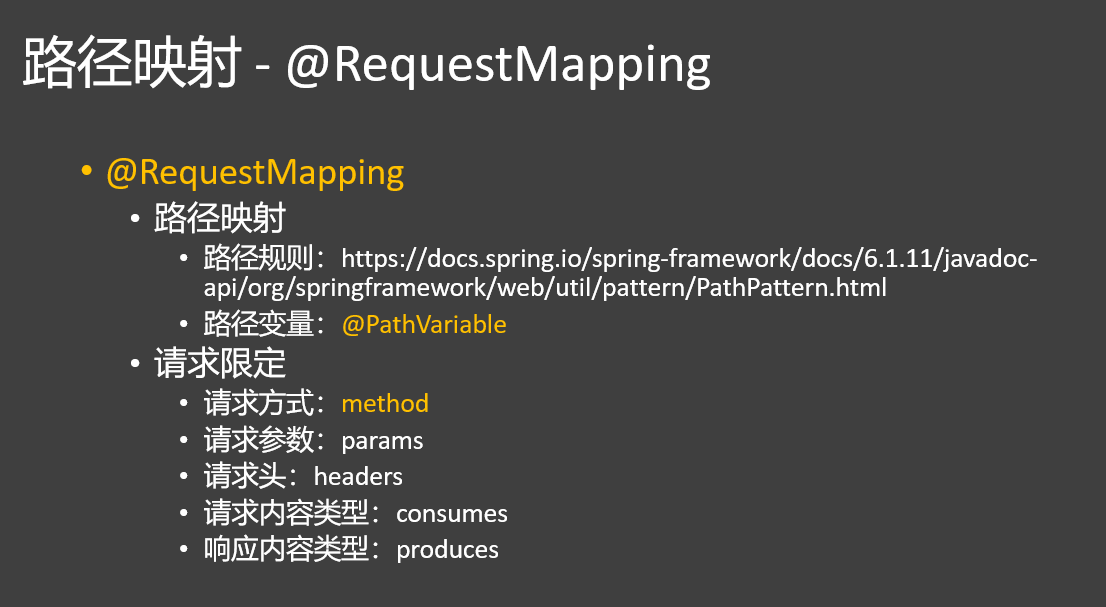 路径映射 - @RequestMapping
• @RequestMapping
• 路径映射
• 路径规则：https://docs.spring.io/spring-framework/docs/6.1.11/javadoc-
api/org/springframework/web/util/pattern/PathPattern.html
• 路径变量：@PathVariable
• 请求限定
• 请求方式：method
• 请求参数：params
• 请求头：headers
• 请求内容类型：consumes
• 响应内容类型：produces